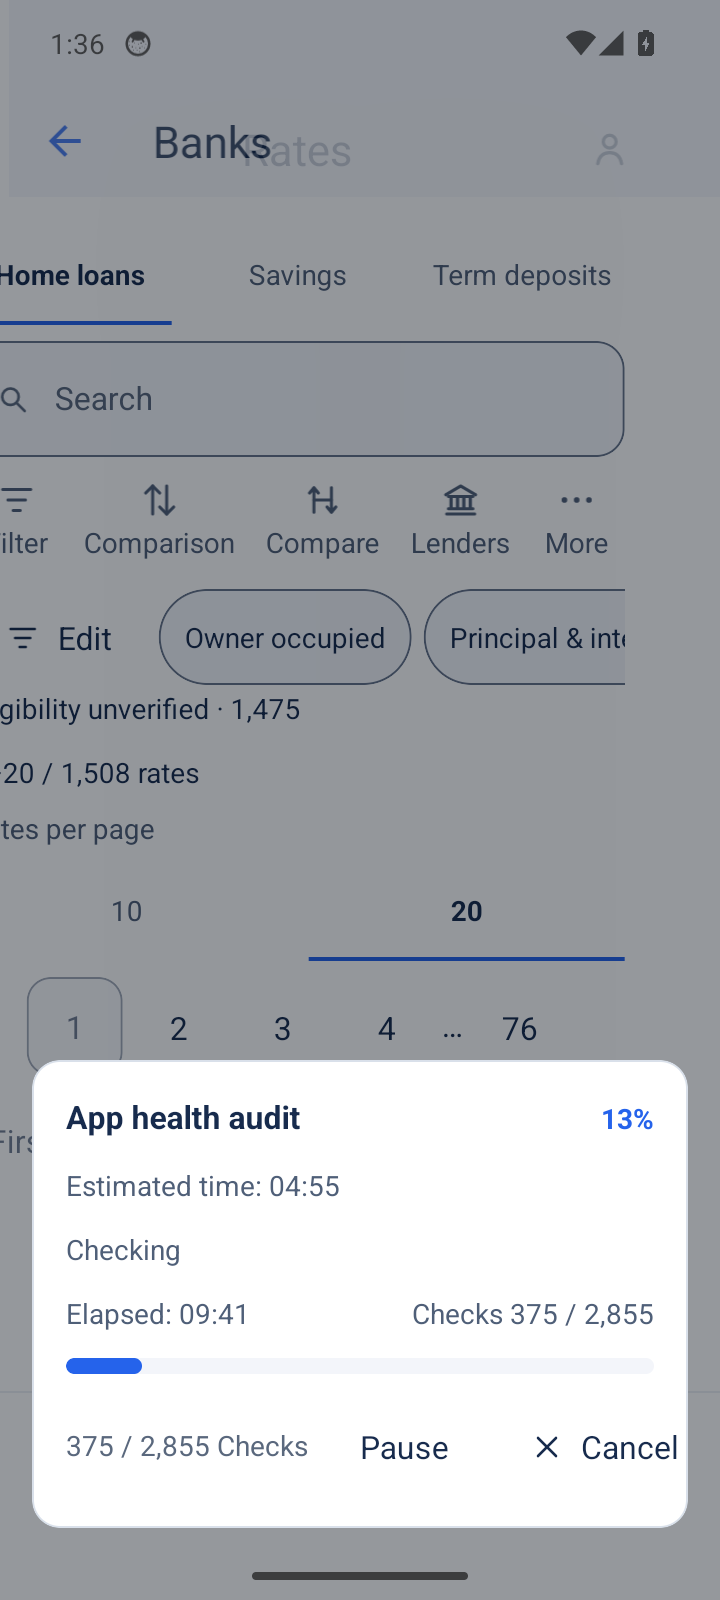 1:36
Banks
Rates
Home loans Savings Term deposits
Search
ilter Comparison Compare Lenders More
Edit Owner occupied Principal & inte
gibility unverified · 1,475
20 / 1,508 rates
tes per page
10 20
1 2 3 4 ... 76
Firs
App health audit 13%
Estimated time: 04:55
Checking
Elapsed: 09:41 Checks 375 / 2,855
375 / 2,855 Checks Pause Cancel